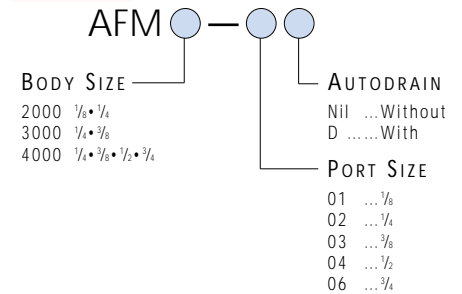 AFM —
BODY SIZE
2000 1/8•1/4
3000 1/4•3/8
4000 1/4•3/8•1/2•3/4
AUTODRAIN
Nil ...Without
D ......With
PORT SIZE
01 ...1/8
02 ...1/4
03 ...3/8
04 ...1/2
06 ...3/4